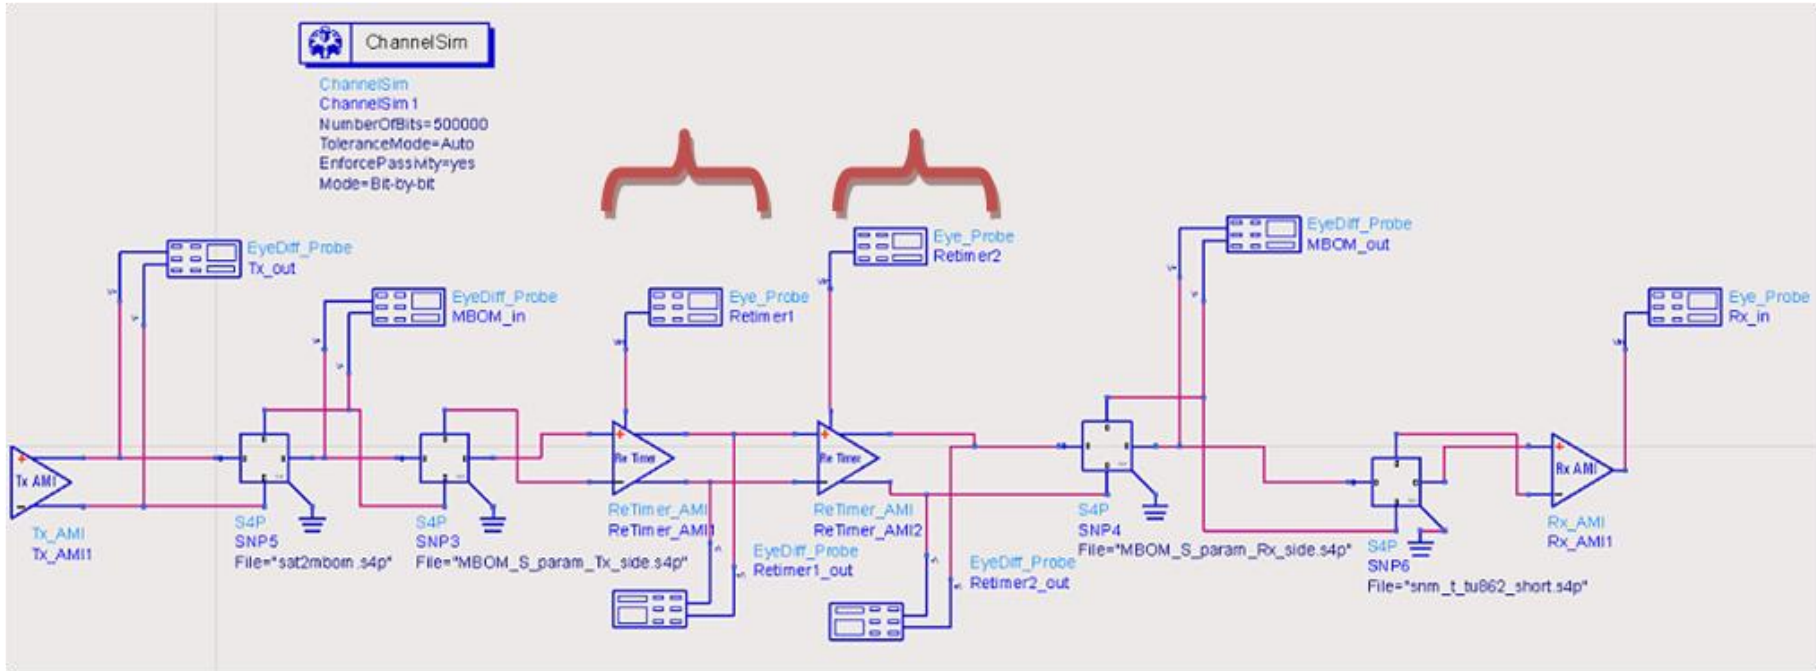 ChannelSim
ChannelSim
ChannelSim1
NumberOfBits=500000
ToleranceMode=Auto
EnforcePassivity=yes
Mode=Bit-by-bit
EyeDiff_Probe
Tx_out
EyeDiff_Probe
MBOM_in
Eye_Probe
Retimer1
Eye_Probe
Retimer2
EyeDiff_Probe
MBOM_out
Eye_Probe
Rx_in
Tx AMI
Re Timer
Re Timer
Rx AMI
Tx_AMI
Tx_AMI1
S4P
SNP5
File="sat2mbom.s4p"
S4P
SNP3
File="MBOM_S_param_Tx_side.s4p"
ReTimer_AMI
ReTimer_AMI1
EyeDiff_Probe
Retimer1_out
ReTimer_AMI
ReTimer_AMI2
EyeDiff_Probe
Retimer2_out
S4P
SNP4
File="MBOM_S_param_Rx_side.s4p"
S4P
SNP6
File="snm_t_tu862_short.s4p"
Rx_AMI
Rx_AMI1